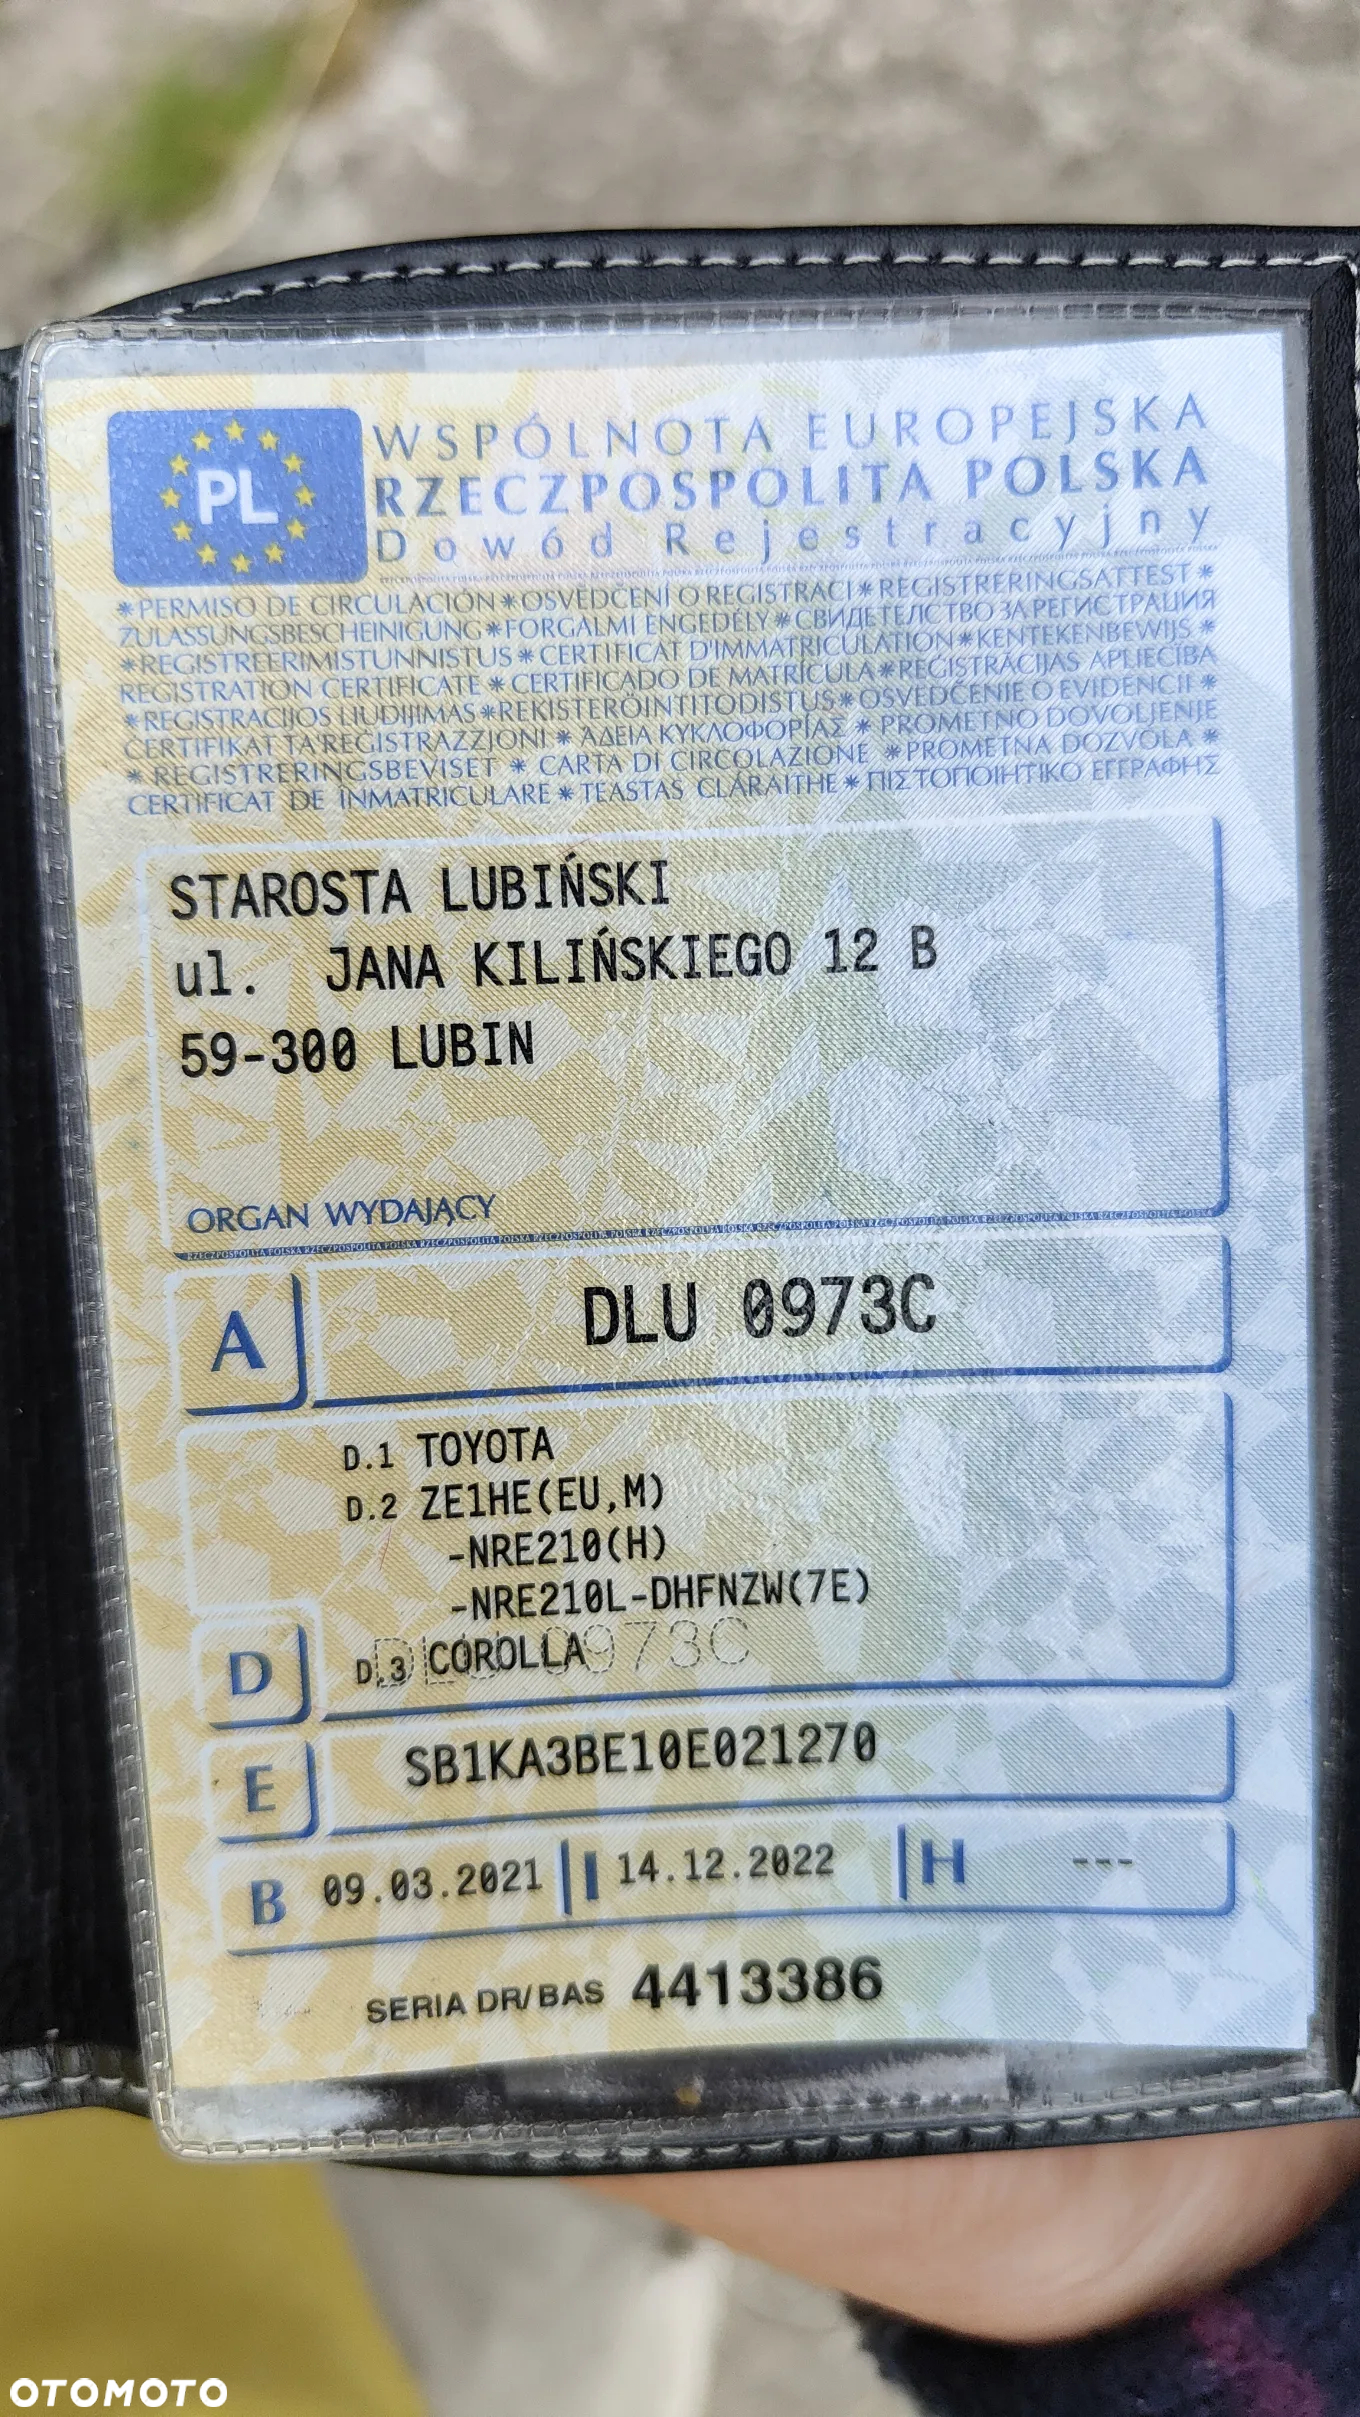 PL
WSPÓLNOTA EUROPEJSKA
RZECZPOSPOLITA POLSKA
Dowód Rejestracyjny
*PERMISO DE CIRCULACIÓN*OSVĚDČENÍ O REGISTRACI*REGISTRERINGSATTEST*
ZULASSUNGSBESCHEINIGUNG*FORGALMI ENGEDÉLY*СВИДЕТЕЛСТВО ЗА РЕГИСТРАЦИЯ
*REGISTREERIMISTUNNISTUS*CERTIFICAT D'IMMATRICULATION*KENTEKENBEWIJS*
REGISTRATION CERTIFICATE*CERTIFICADO DE MATRÍCULA*REĢISTRĀCIJAS APLIECĪBA
*REGISTRACIJOS LIUDIJIMAS*REKISTERÖINTITODISTUS*OSVEDČENIE O EVIDENCII*
ĊERTIFIKAT TA'REĠISTRAZZJONI*ΆΔΕΙΑ ΚΥΚΛΟΦΟΡΊΑΣ*PROMETNO DOVOLJENJE
*REGISTRERINGSBEVISET*CARTA DI CIRCOLAZIONE*PROMETNA DOZVOLA*
CERTIFICAT DE ÎNMATRICULARE*TEASTAS CLÁRAITHE*ΠΙΣΤΟΠΟΙΗΤΙΚΟ ΕΓΓΡΑΦΗΣ
STAROSTA LUBIŃSKI
ul. JANA KILIŃSKIEGO 12 B
59-300 LUBIN
ORGAN WYDAJĄCY
A DLU 0973C
D.1 TOYOTA
D.2 ZE1HE(EU,M)
-NRE210(H)
-NRE210L-DHFNZW(7E)
D D.3 COROLLA
DLU 0973C
E SB1KA3BE10E021270
B 09.03.2021 I 14.12.2022 H ---
SERIA DR/BAS 4413386
OTOMOTO